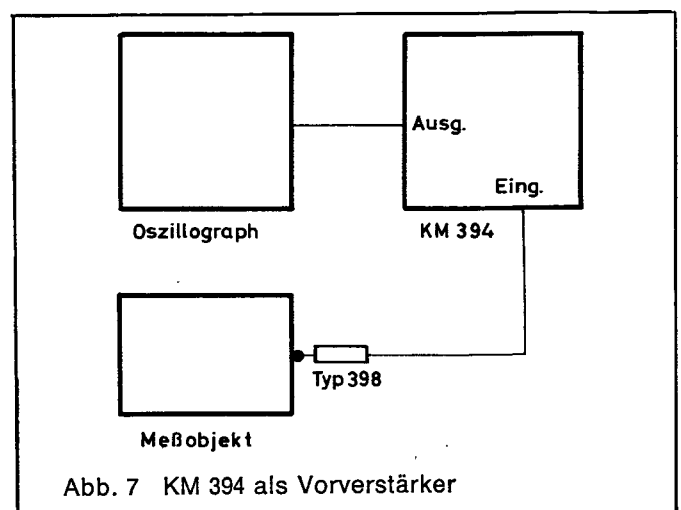 Ausg.
Eing.
Oszillograph
KM 394
Typ 398
Meßobjekt
Abb. 7 KM 394 als Vorverstärker